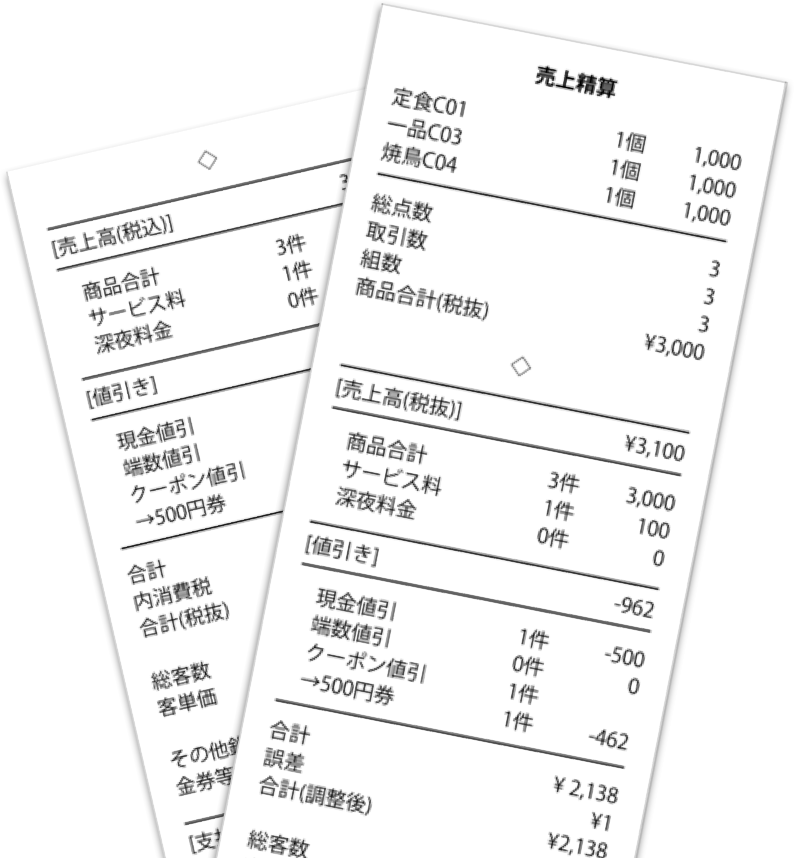 売上精算
定食C01 1個 1,000
一品C03 1個 1,000
焼鳥C04 1個 1,000
総点数 3
取引数 3
組数 3
商品合計(税抜) ¥3,000
[売上高(税抜)] ¥3,100
商品合計 3件 3,000
サービス料 1件 100
深夜料金 0件 0
[値引き] -962
現金値引 1件 -500
端数値引 0件 0
クーポン値引 1件
→500円券 1件 -462
合計 ¥ 2,138
誤差 ¥1
合計(調整後) ¥2,138
総客数
[売上高(税込)]
商品合計 3件
サービス料 1件
深夜料金 0件
[値引き]
現金値引
端数値引
クーポン値引
→500円券
合計
内消費税
合計(税抜)
総客数
客単価
その他
金券等